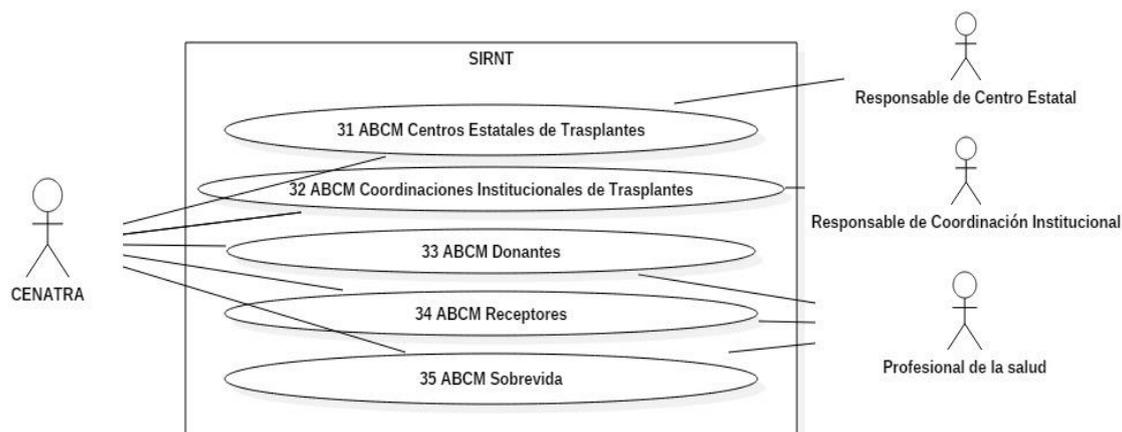 SIRNT
Responsable de Centro Estatal
31 ABCM Centros Estatales de Trasplantes
32 ABCM Coordinaciones Institucionales de Trasplantes
Responsable de Coordinación Institucional
33 ABCM Donantes
CENATRA
34 ABCM Receptores
Profesional de la salud
35 ABCM Sobrevida